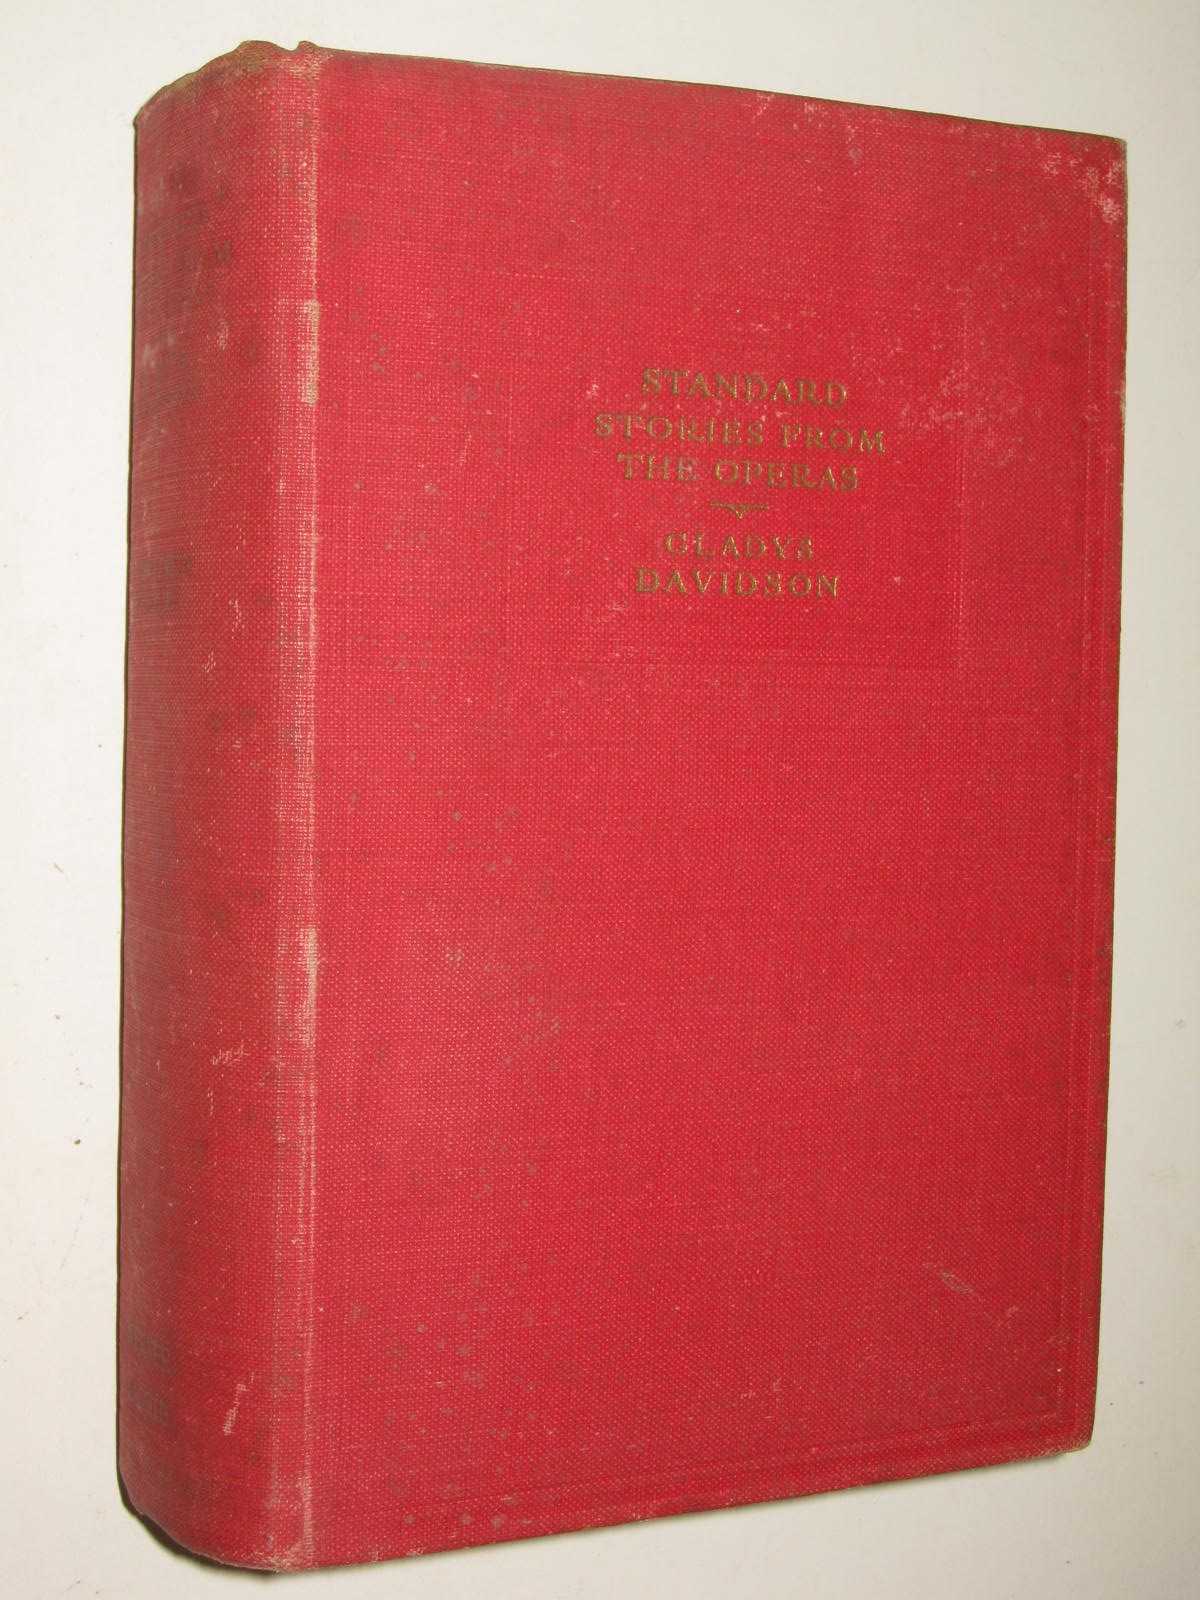 STANDARD
STORIES FROM
THE OPERAS
GLADYS
DAVIDSON